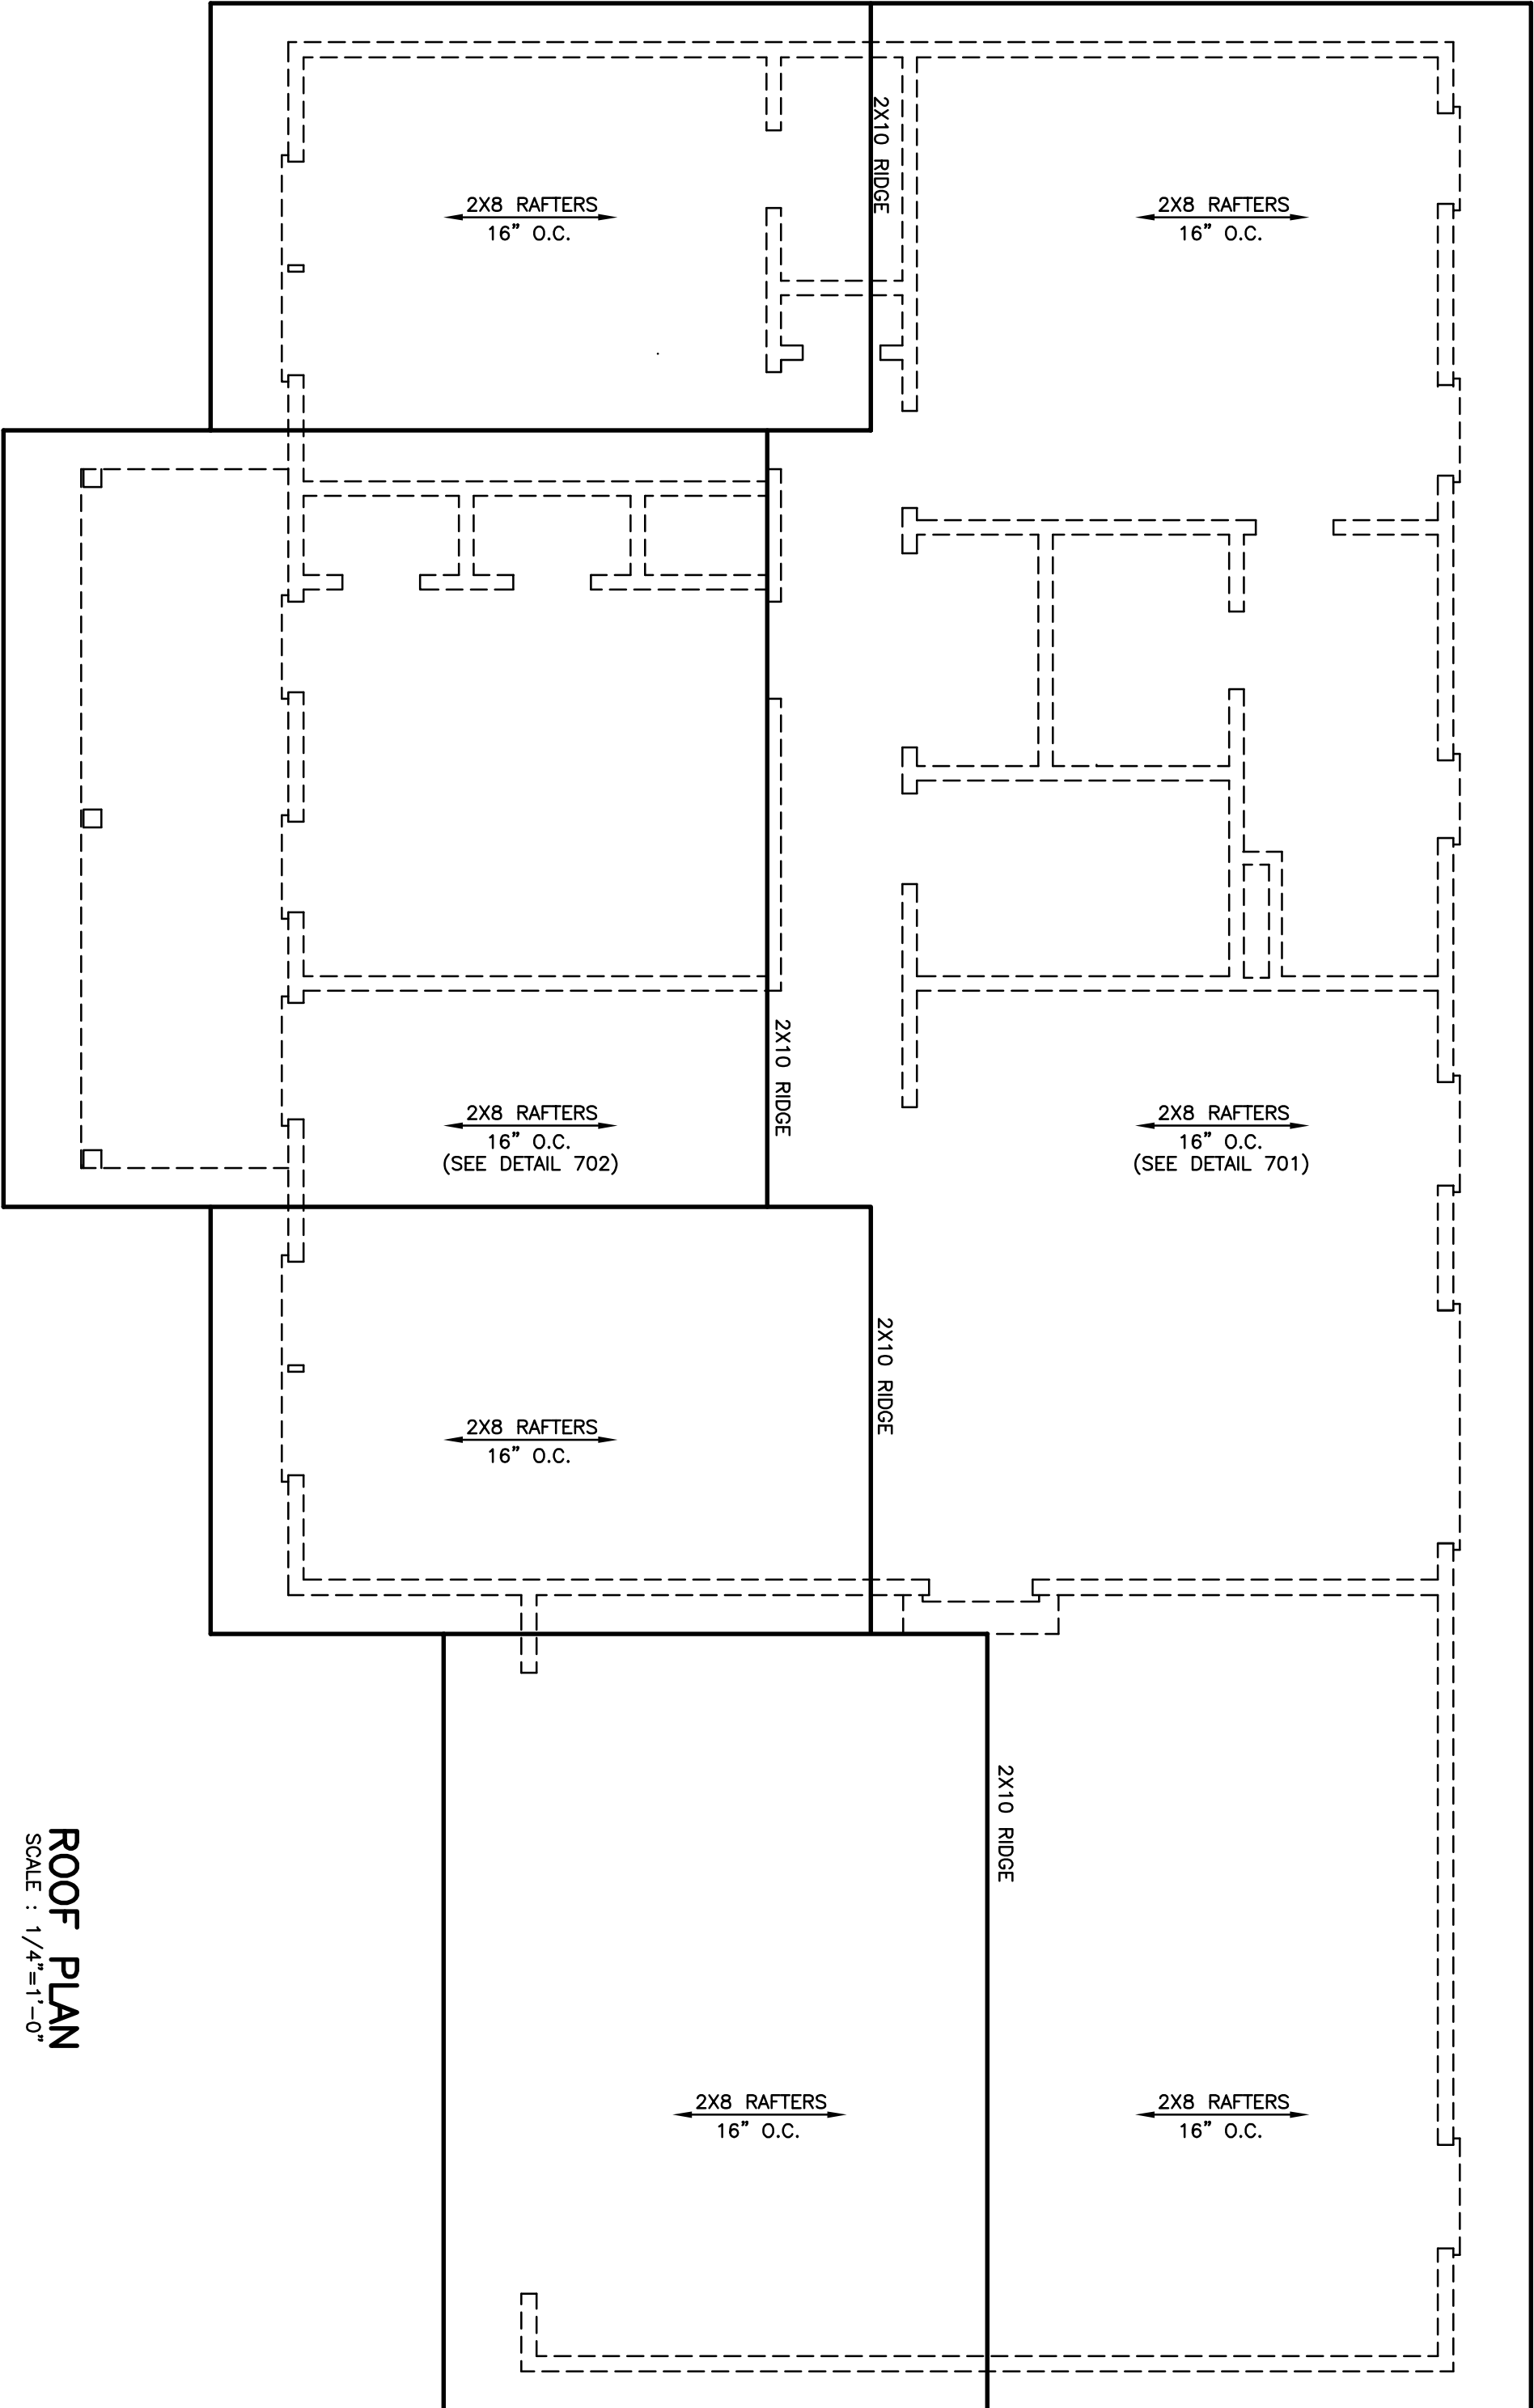 2X10 RIDGE
2X8 RAFTERS
16" O.C.
2X8 RAFTERS
16" O.C.
2X10 RIDGE
2X8 RAFTERS
16" O.C.
(SEE DETAIL 702)
2X8 RAFTERS
16" O.C.
(SEE DETAIL 701)
2X10 RIDGE
2X8 RAFTERS
16" O.C.
2X10 RIDGE
2X8 RAFTERS
16" O.C.
2X8 RAFTERS
16" O.C.
ROOF PLAN
SCALE : 1/4"=1'-0"